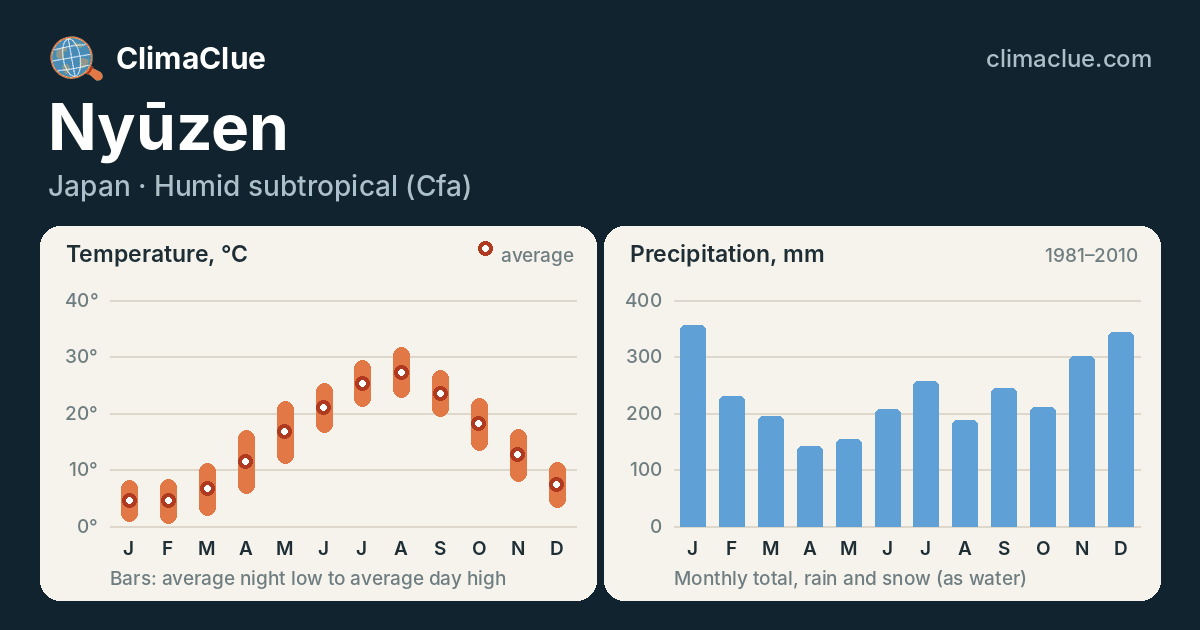 ClimaClue
climaclue.com
Nyūzen
Japan · Humid subtropical (Cfa)
Temperature, °C
average
40°
30°
20°
10°
0°
J F M A M J J A S O N D
Bars: average night low to average day high
Precipitation, mm
1981–2010
400
300
200
100
0
J F M A M J J A S O N D
Monthly total, rain and snow (as water)